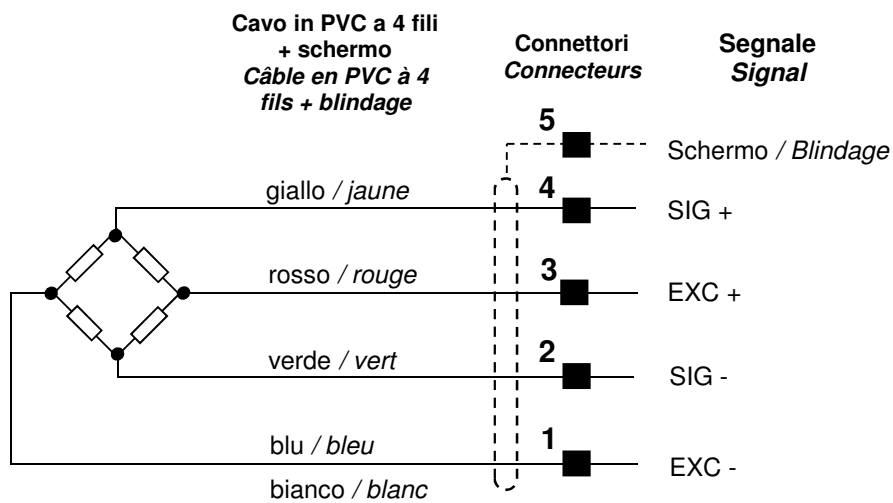 Cavo in PVC a 4 fili
+ schermo
Câble en PVC à 4
fils + blindage
Connettori
Connecteurs
Segnale
Signal
5
Schermo / Blindage
giallo / jaune
4
SIG +
rosso / rouge
3
EXC +
verde / vert
2
SIG -
blu / bleu
1
EXC -
bianco / blanc